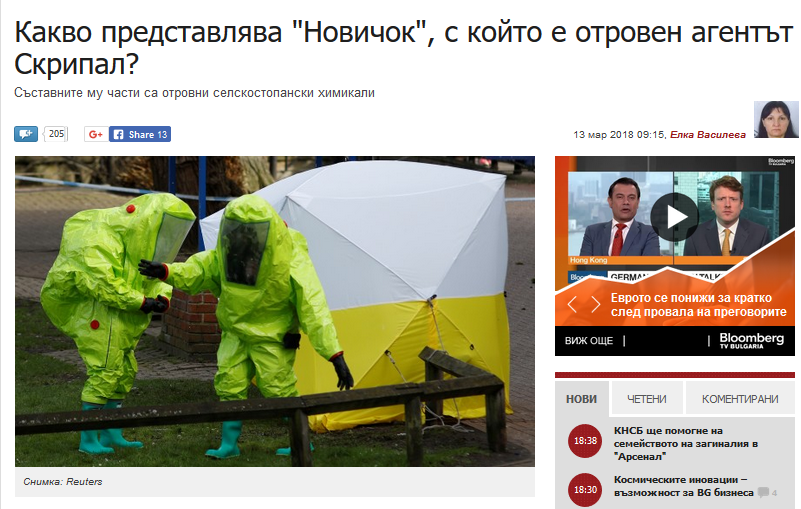 Какво представлява "Новичок", с който е отровен агентът
Скрипал?
Съставните му части са отровни селскостопански химикали
205
G+
Share 13
13 мар 2018 09:15, Елка Василева
Снимка: Reuters
Bloomberg
TV BULGARIA
Hong Kong
GERMAN
TALK
Еврото се понижи за кратко
след провала на преговорите
ВИЖ ОЩЕ
Bloomberg
TV BULGARIA
НОВИ
ЧЕТЕНИ
КОМЕНТИРАНИ
18:38
КНСБ ще помогне на
семейството на загиналия в
"Арсенал"
18:30
Космическите иновации –
възможност за BG бизнеса 4